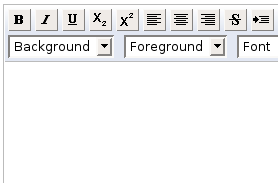 B I U X₂ X² S
Background Foreground Font